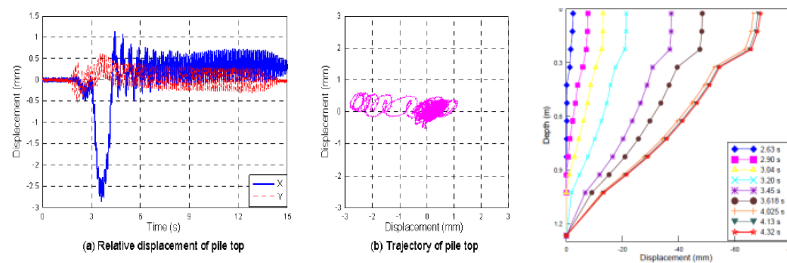 1.5
1
0.5
0
-0.5
-1
-1.5
-2
-2.5
-3
Displacement (mm)
0 3 6 9 12 15
Time (s)
X
Y
(a) Relative displacement of pile top
3
2
1
0
-1
-2
-3
Displacement (mm)
-3 -2 -1 0 1 2 3
Displacement (mm)
(b) Trajectory of pile top
0.3
0.6
0.9
1.2
Depth (m)
0 -20 -40 -60
Displacement (mm)
2.63 s
2.90 s
3.04 s
3.20 s
3.45 s
3.618 s
4.025 s
4.13 s
4.32 s